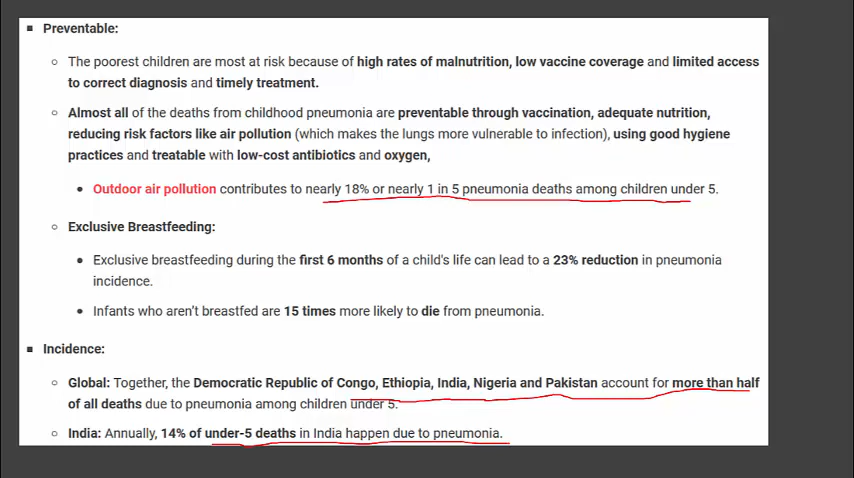 Preventable:
The poorest children are most at risk because of high rates of malnutrition, low vaccine coverage and limited access
to correct diagnosis and timely treatment.
Almost all of the deaths from childhood pneumonia are preventable through vaccination, adequate nutrition,
reducing risk factors like air pollution (which makes the lungs more vulnerable to infection), using good hygiene
practices and treatable with low-cost antibiotics and oxygen,
Outdoor air pollution contributes to nearly 18% or nearly 1 in 5 pneumonia deaths among children under 5.
Exclusive Breastfeeding:
Exclusive breastfeeding during the first 6 months of a child's life can lead to a 23% reduction in pneumonia
incidence.
Infants who aren't breastfed are 15 times more likely to die from pneumonia.
Incidence:
Global: Together, the Democratic Republic of Congo, Ethiopia, India, Nigeria and Pakistan account for more than half
of all deaths due to pneumonia among children under 5.
India: Annually, 14% of under-5 deaths in India happen due to pneumonia.